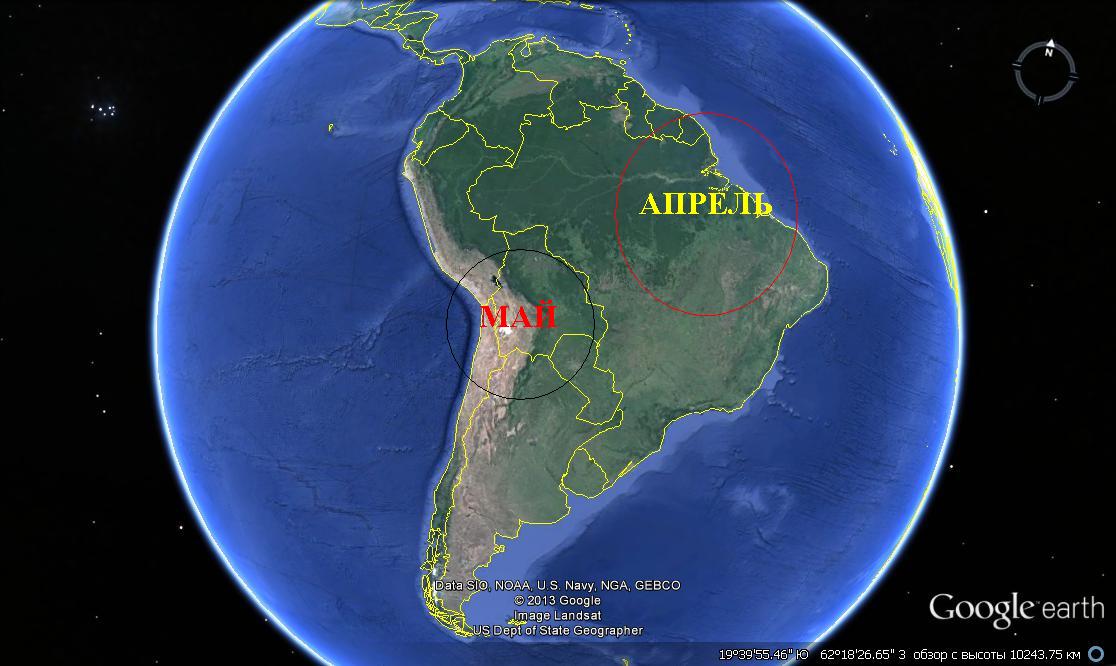 N
АПРЕЛЬ
МАЙ
Data SIO, NOAA, U.S. Navy, NGA, GEBCO
© 2013 Google
Image Landsat
US Dept of State Geographer
Google earth
19°39'55.46" Ю 62°18'26.65" З обзор с высоты 10243.75 км